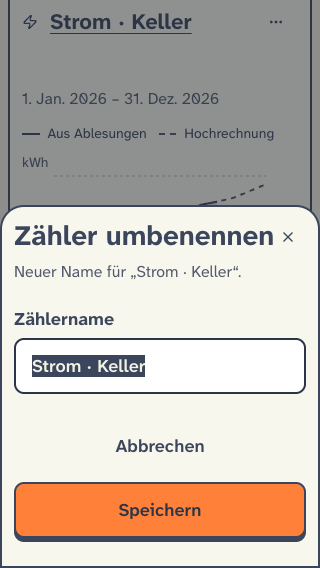 Strom · Keller
1. Jan. 2026 – 31. Dez. 2026
Aus Ablesungen Hochrechnung
kWh
Zähler umbenennen
Neuer Name für „Strom · Keller“.
Zählername
Strom · Keller
Abbrechen
Speichern